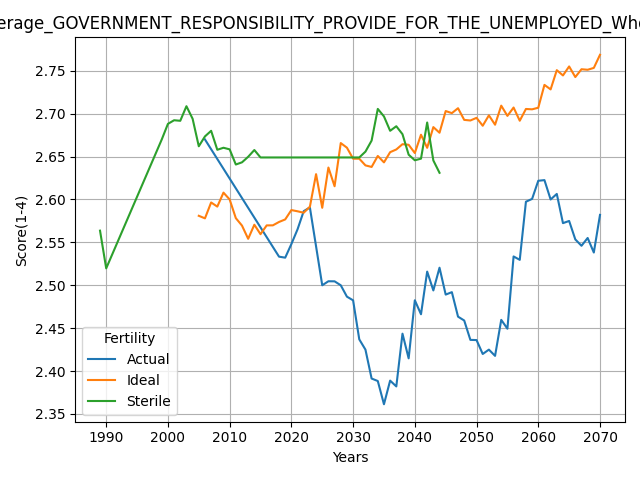 erage_GOVERNMENT_RESPONSIBILITY_PROVIDE_FOR_THE_UNEMPLOYED_Whe
2.75
2.70
2.65
2.60
2.55
2.50
2.45
2.40
2.35
Score(1-4)
Fertility
Actual
Ideal
Sterile
1990 2000 2010 2020 2030 2040 2050 2060 2070
Years